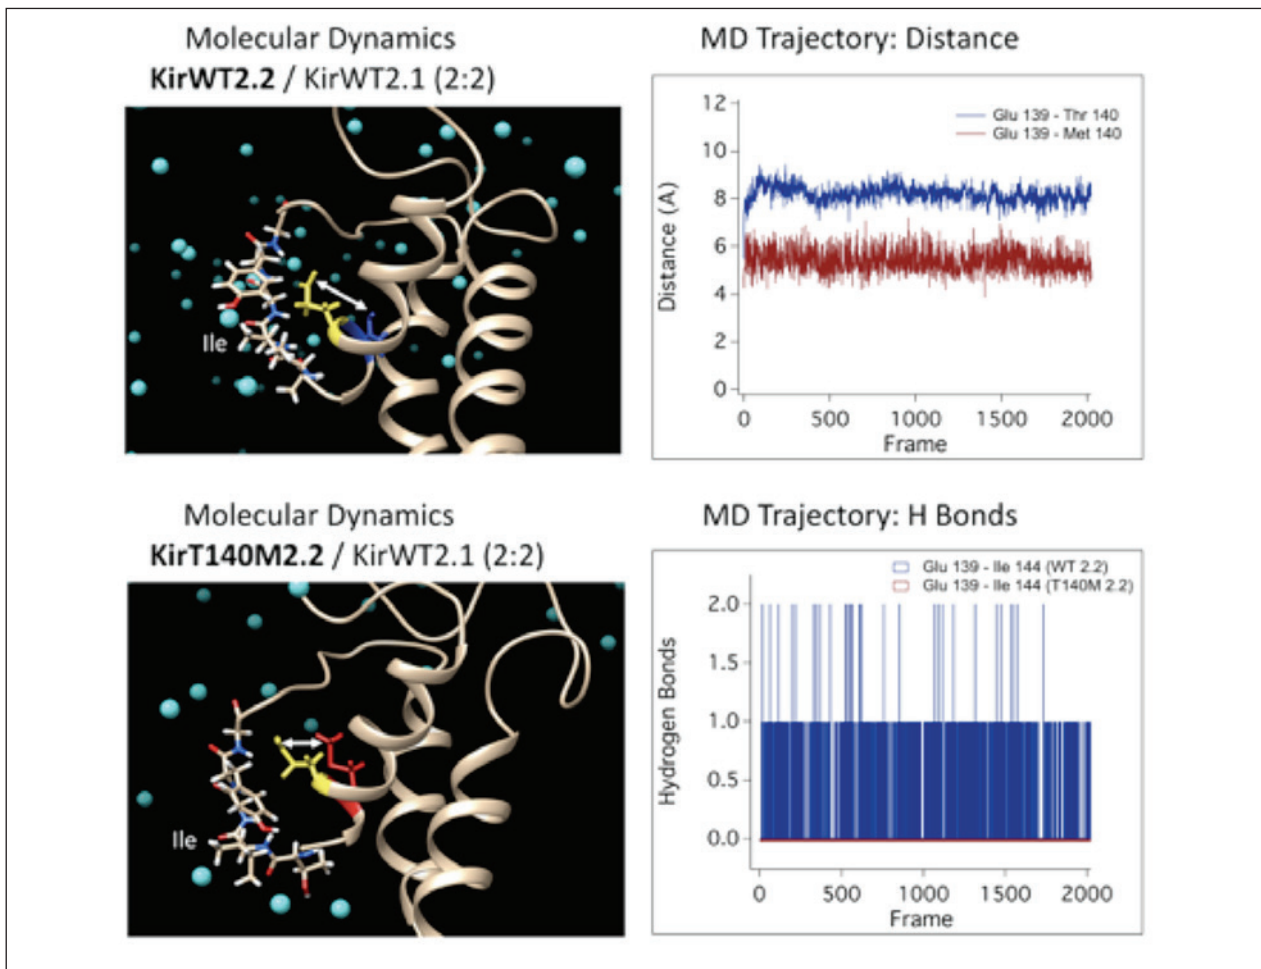 Molecular Dynamics
KirWT2.2 / KirWT2.1 (2:2)
Ile
MD Trajectory: Distance
12
10
8
6
4
2
0
Distance (A)
Glu 139 - Thr 140
Glu 139 - Met 140
0 500 1000 1500 2000
Frame
Molecular Dynamics
KirT140M2.2 / KirWT2.1 (2:2)
Ile
MD Trajectory: H Bonds
Glu 139 - Ile 144 (WT 2.2)
Glu 139 - Ile 144 (T140M 2.2)
2.0
1.5
1.0
0.5
0.0
Hydrogen Bonds
0 500 1000 1500 2000
Frame